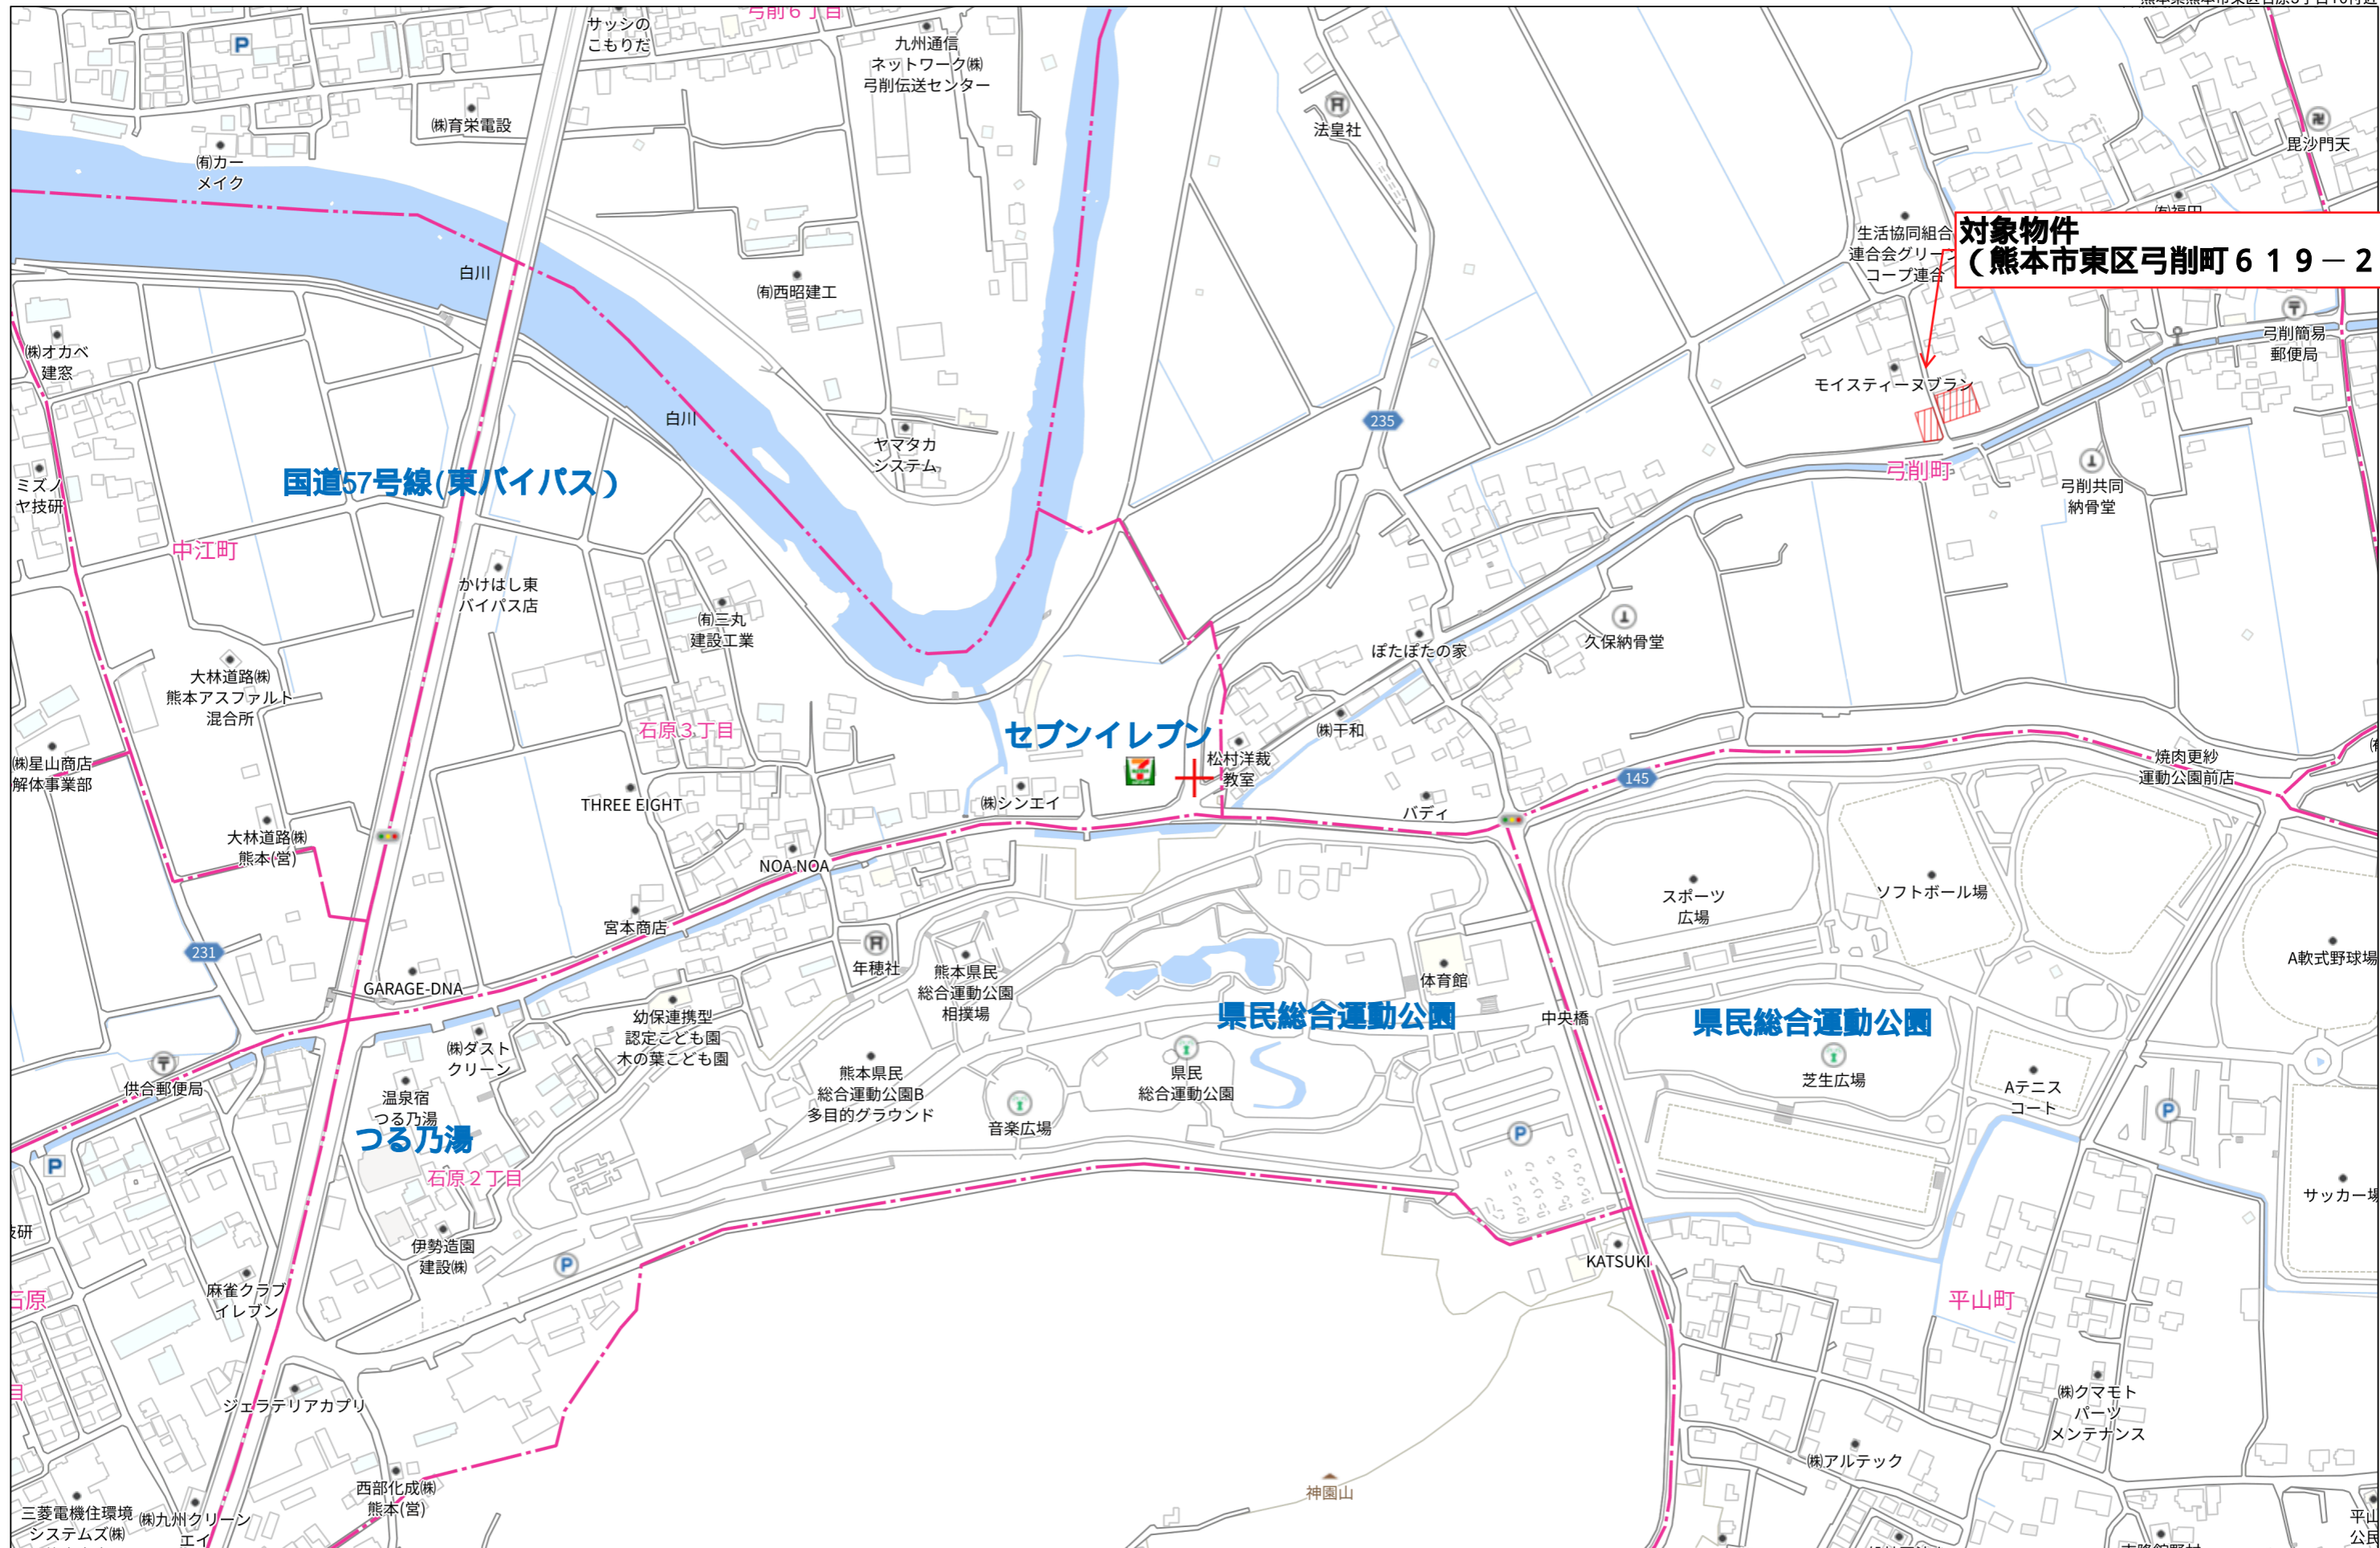 弓削６丁目
サッシの
こもりだ
九州通信
ネットワーク㈱
弓削伝送センター
㈱育栄電設
㈲カー
メイク
法皇社
毘沙門天
生活協同組合
連合会グリーン
コープ連合
対象物件
（熊本市東区弓削町６１９－２
白川
㈲西昭建工
㈱オカベ
建窓
弓削簡易
郵便局
モイスティーヌブラン
白川
235
ヤマタカ
システム
国道57号線(東バイパス）
ミズノ
ヤ技研
弓削町
弓削共同
納骨堂
中江町
かけはし東
バイパス店
㈲三丸
建設工業
ぽたぽたの家
久保納骨堂
大林道路㈱
熊本アスファルト
混合所
石原３丁目
セブンイレブン
㈱千和
松村洋裁
教室
㈱星山商店
解体事業部
THREE EIGHT
㈱シンエイ
バディ
145
焼肉更紗
運動公園前店
大林道路㈱
熊本(営)
NOA NOA
宮本商店
スポーツ
広場
ソフトボール場
231
GARAGE-DNA
年穂社
熊本県民
総合運動公園
相撲場
体育館
A軟式野球場
県民総合運動公園
中央橋
県民総合運動公園
幼保連携型
認定こども園
木の葉こども園
㈱ダスト
クリーン
供合郵便局
温泉宿
つる乃湯
つる乃湯
熊本県民
総合運動公園B
多目的グラウンド
県民
総合運動公園
音楽広場
芝生広場
Aテニス
コート
P
P
P
P
P
石原２丁目
サッカー場
伊勢造園
建設㈱
KATSUKI
麻雀クラブ
イレブン
石原
平山町
ジェラテリアカプリ
㈱クマモト
パーツ
メンテナンス
㈱アルテック
西部化成㈱
熊本(営)
神園山
三菱電機住環境
システムズ㈱
㈱九州クリーン
エイ
平山
公民